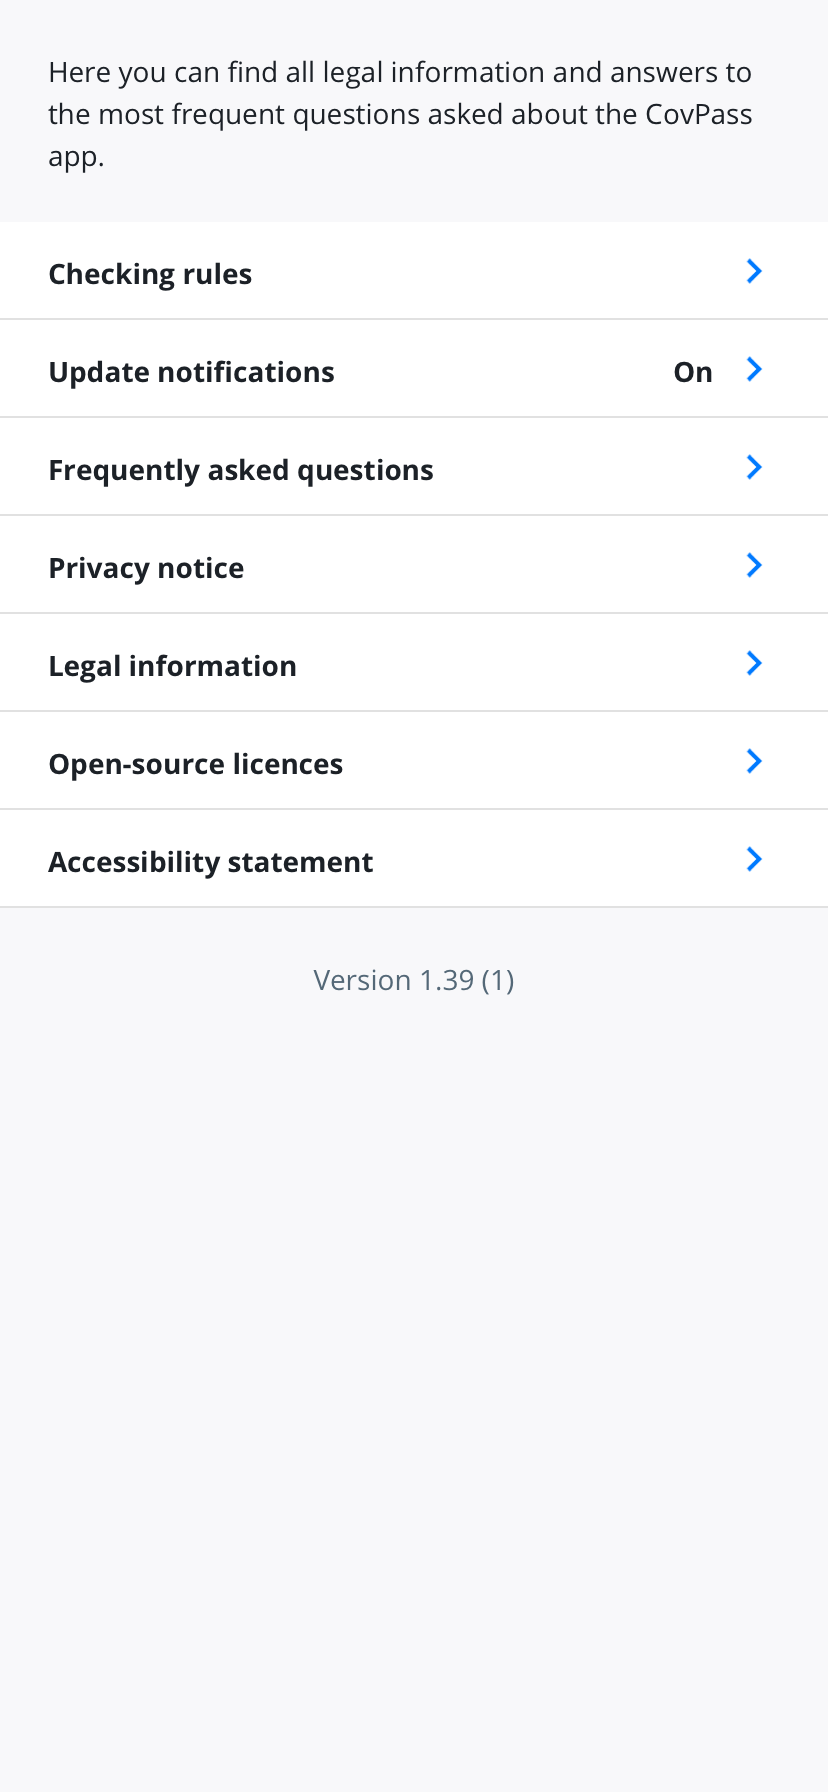 Here you can find all legal information and answers to
the most frequent questions asked about the CovPass
app.
Checking rules
Update notifications On
Frequently asked questions
Privacy notice
Legal information
Open-source licences
Accessibility statement
Version 1.39 (1)